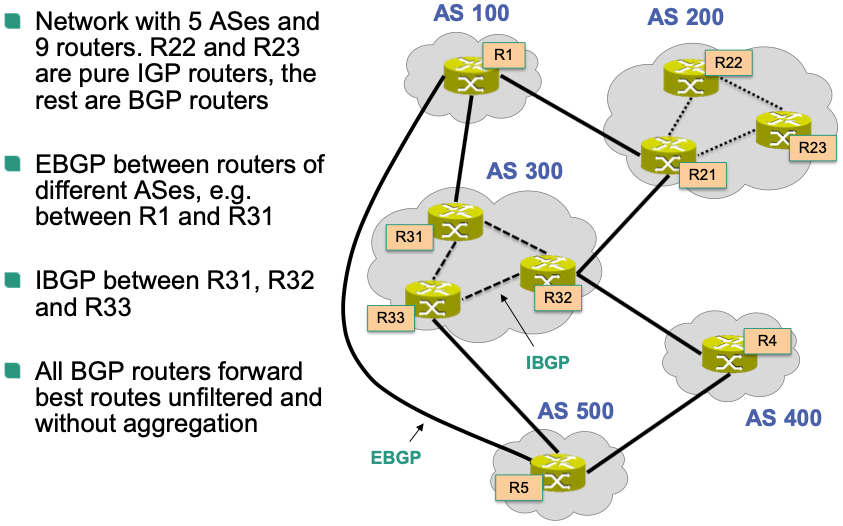 Network with 5 ASes and
9 routers. R22 and R23
are pure IGP routers, the
rest are BGP routers
EBGP between routers of
different ASes, e.g.
between R1 and R31
IBGP between R31, R32
and R33
All BGP routers forward
best routes unfiltered and
without aggregation
AS 100
R1
AS 200
R22
R23
R21
AS 300
R31
R32
R33
IBGP
R4
AS 400
AS 500
EBGP
R5